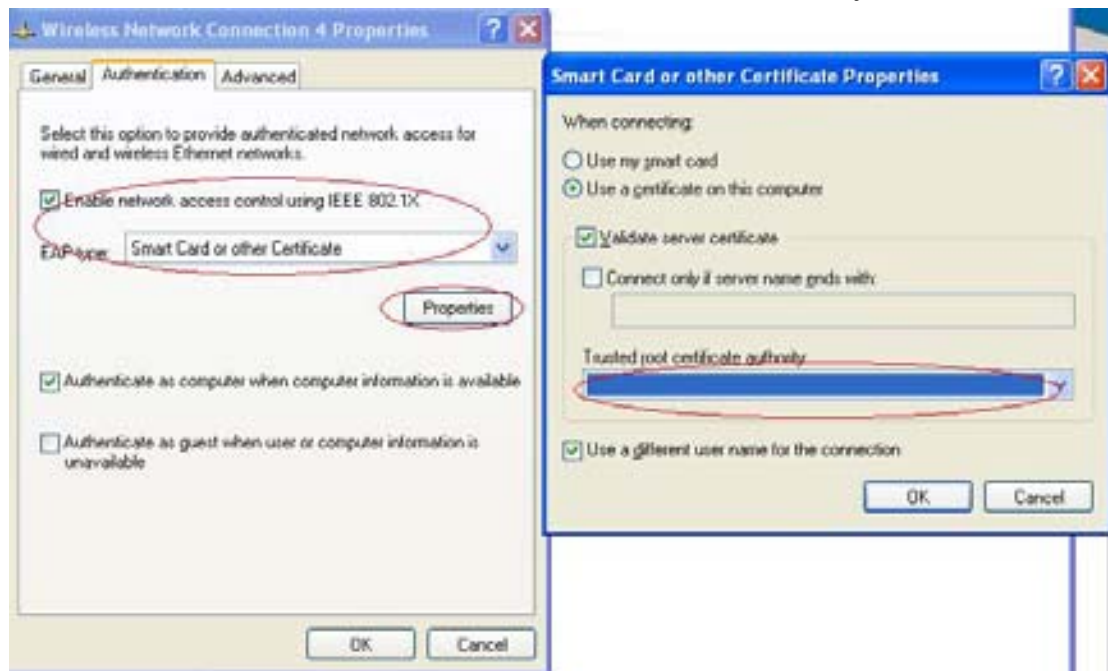 Wireless Network Connection 4 Properties
General
Authentication
Advanced
Select this option to provide authenticated network access for
wired and wireless Ethernet networks.
Enable network access control using IEEE 802.1X
EAP type:
Smart Card or other Certificate
Properties
Authenticate as computer when computer information is available
Authenticate as guest when user or computer information is
unavailable
OK
Cancel
Smart Card or other Certificate Properties
When connecting:
Use my smart card
Use a certificate on this computer
Validate server certificate
Connect only if server name ends with:
Trusted root certificate authority:
Use a different user name for the connection
OK
Cancel